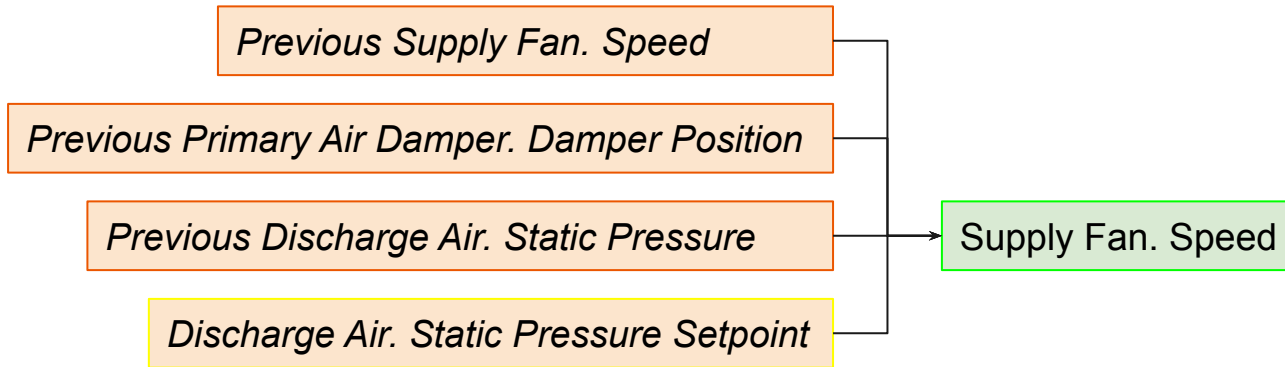 Previous Supply Fan. Speed
Previous Primary Air Damper. Damper Position
Previous Discharge Air. Static Pressure
Supply Fan. Speed
Discharge Air. Static Pressure Setpoint